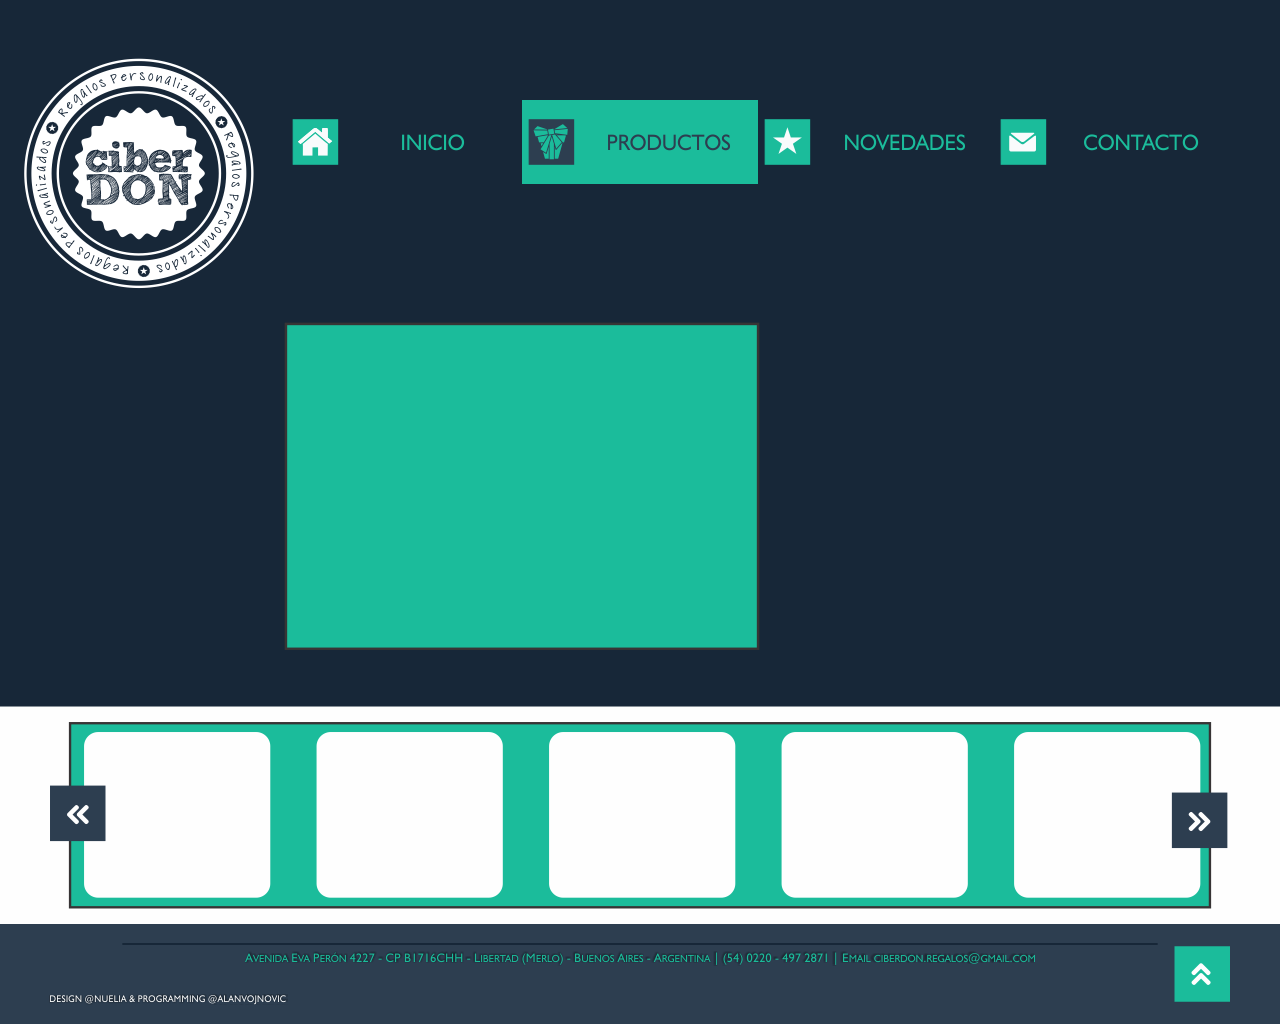 Regalos Personalizados
Regalos Personalizados
Regalos Personalizados
ciber
DON
INICIO
PRODUCTOS
NOVEDADES
CONTACTO
Avenida Eva Perón 4227 - CP B1716CHH - Libertad (Merlo) - Buenos Aires - Argentina | (54) 0220 - 497 2871 | Email ciberdon.regalos@gmail.com
DESIGN @NUELIA & PROGRAMMING @ALANVOJNOVIC